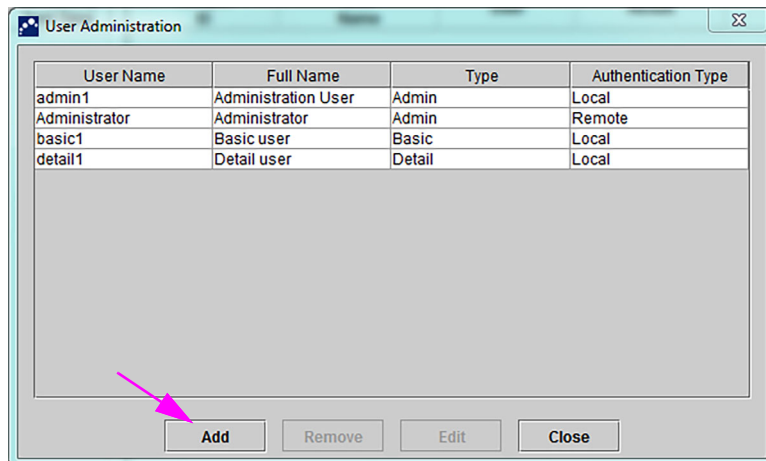 User Administration
User Name Full Name Type Authentication Type
admin1 Administration User Admin Local
Administrator Administrator Admin Remote
basic1 Basic user Basic Local
detail1 Detail user Detail Local
Add Remove Edit Close